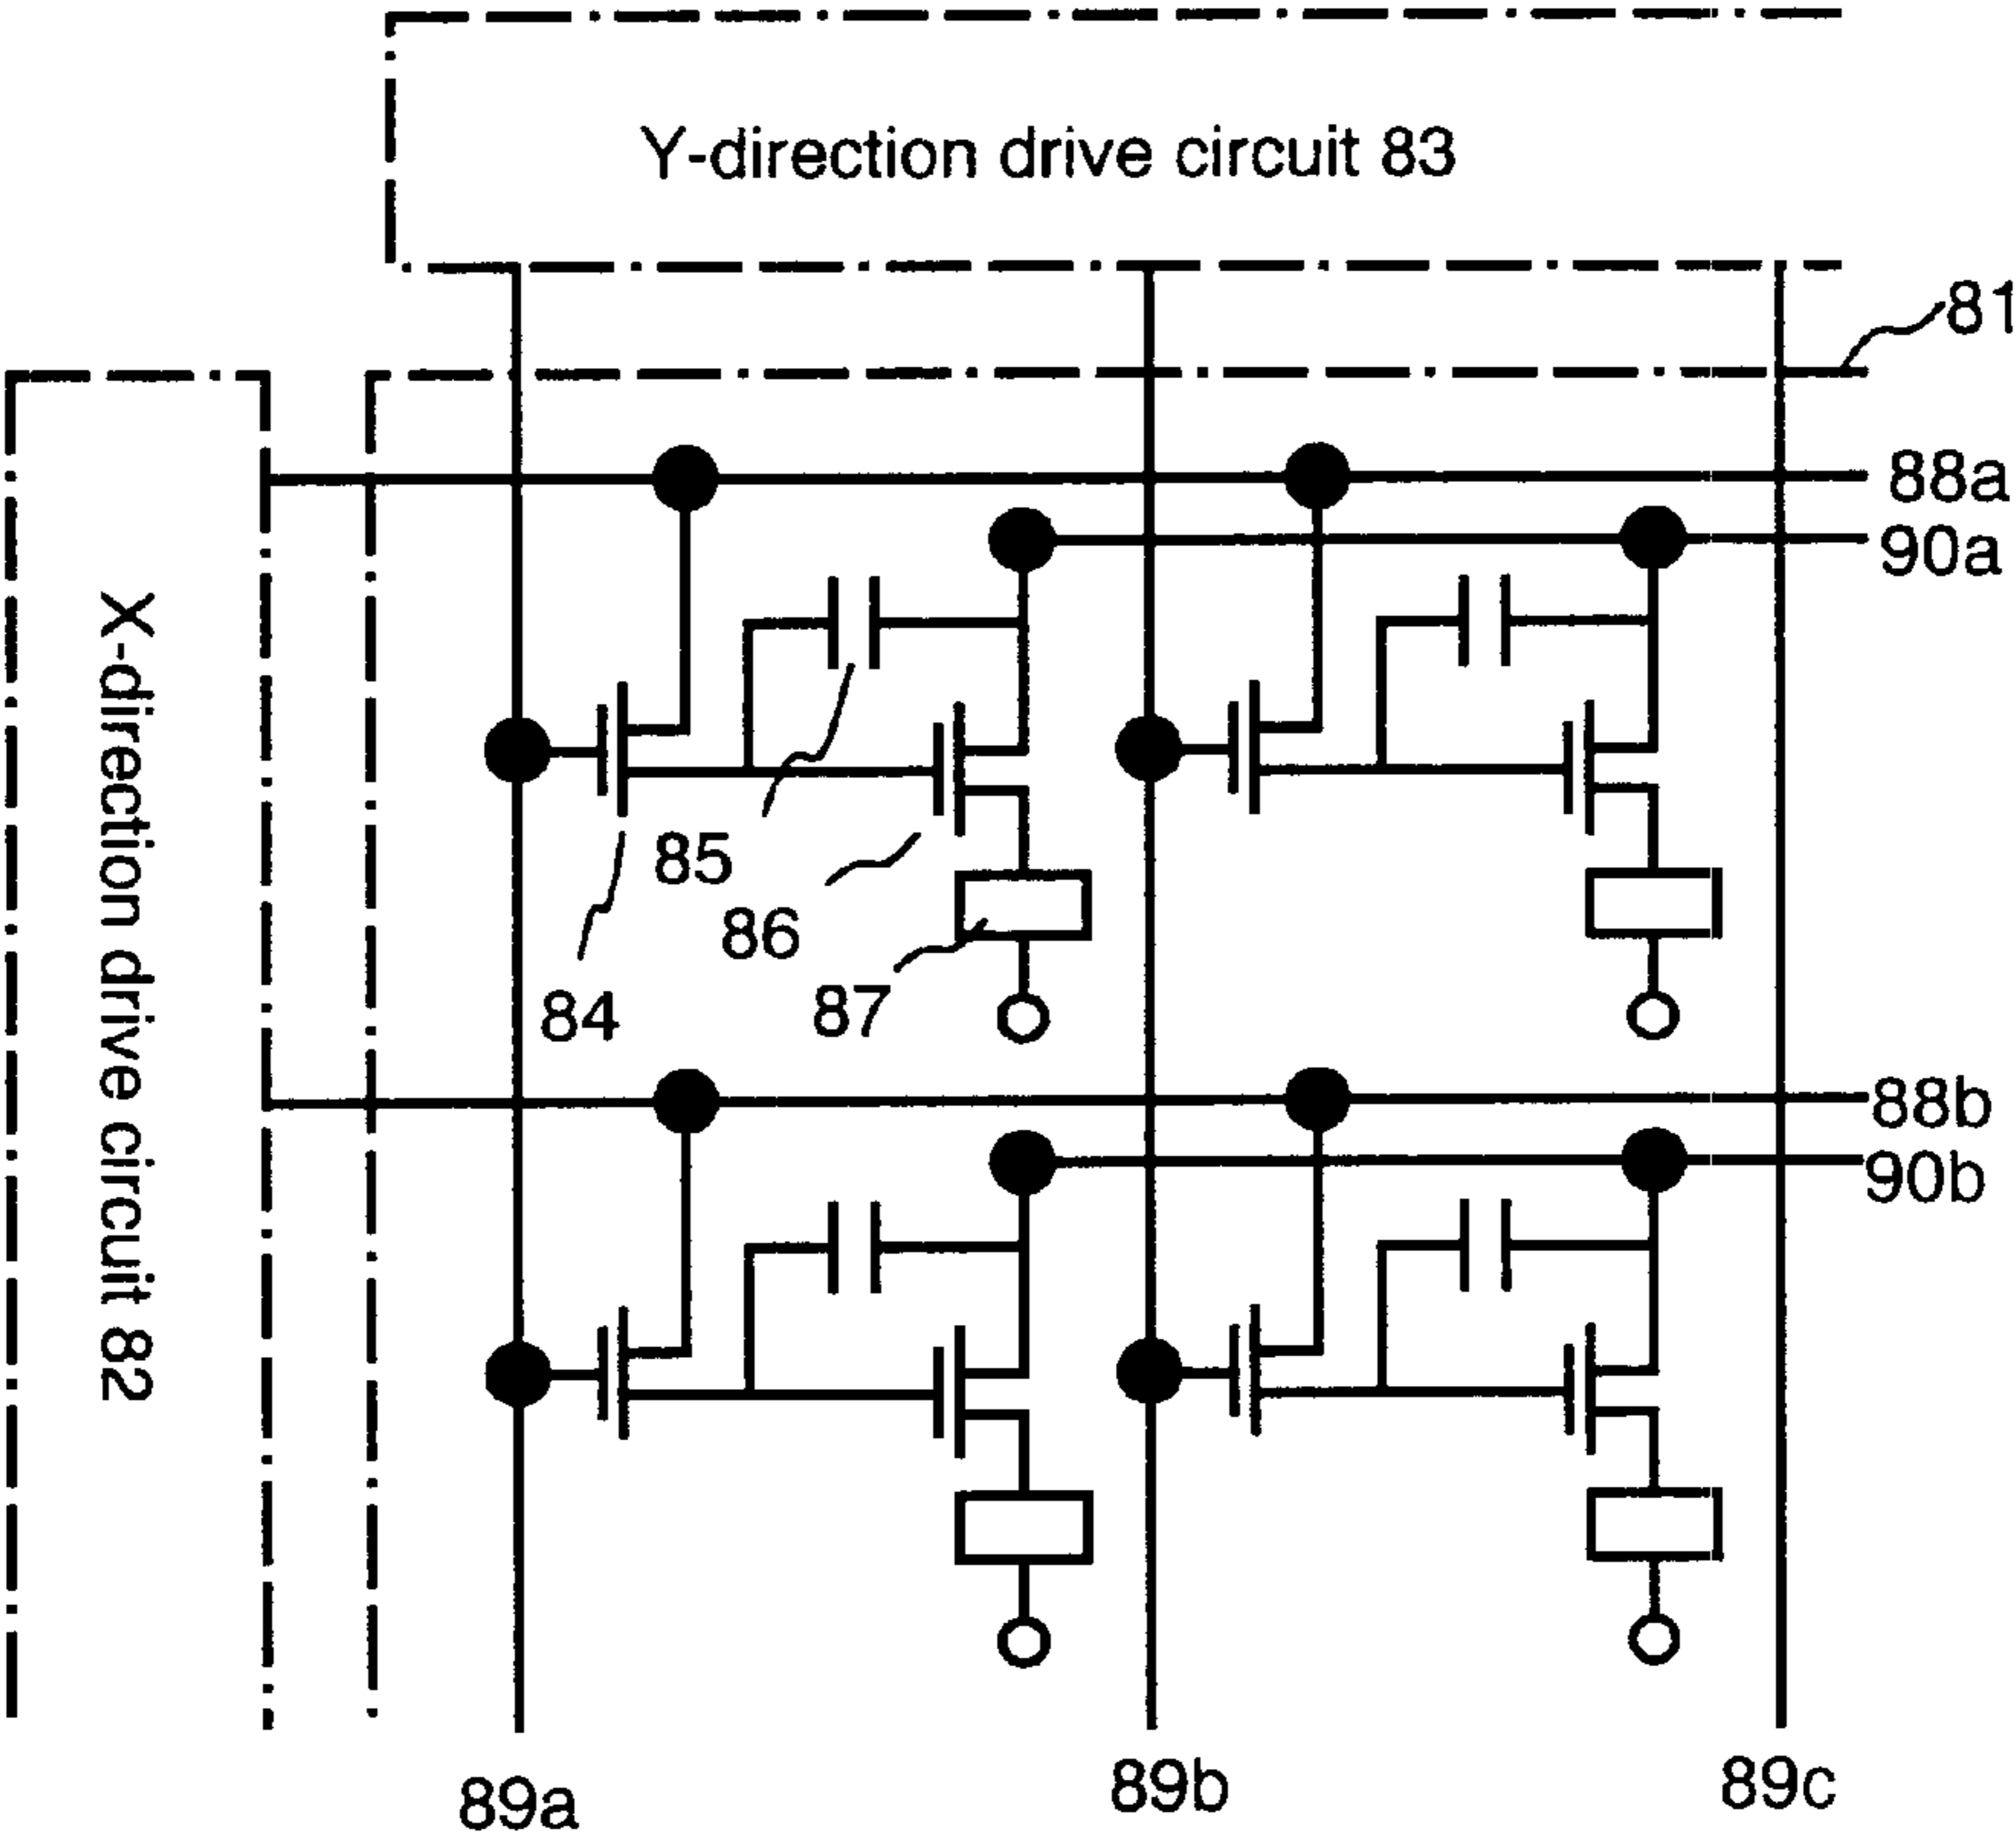 Y-direction drive circuit 83
81
88a
90a
X-direction drive circuit 82
85
86
87
84
88b
90b
89a
89b
89c